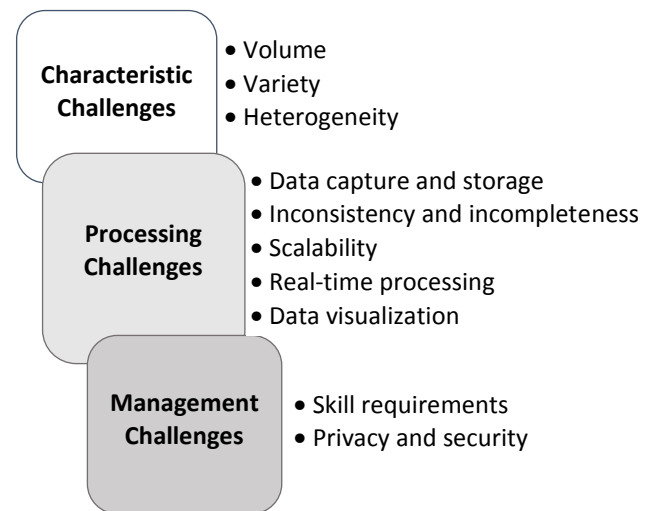 Characteristic
Challenges
• Volume
• Variety
• Heterogeneity
Processing
Challenges
• Data capture and storage
• Inconsistency and incompleteness
• Scalability
• Real-time processing
• Data visualization
Management
Challenges
• Skill requirements
• Privacy and security